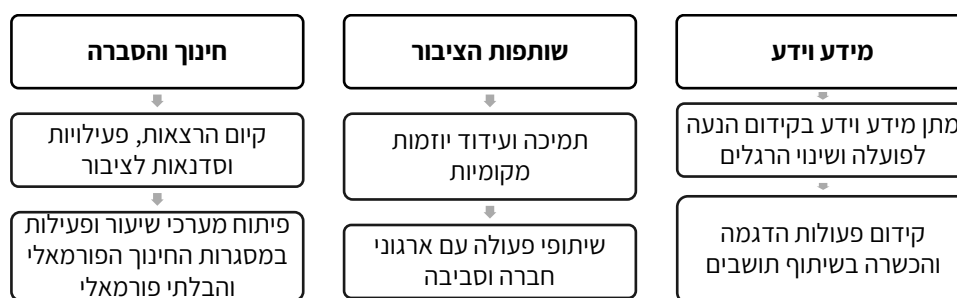 מידע וידע
מתן מידע וידע בקידום הנעה
לפועלה ושינוי הרגלים
קידום פעולות הדגמה
והכשרה בשיתוף תושבים
שותפות הציבור
תמיכה ועידוד יוזמות
מקומיות
שיתופי פעולה עם ארגוני
חברה וסביבה
חינוך והסברה
קיום הרצאות, פעילויות
וסדנאות לציבור
פיתוח מערכי שיעור ופעילות
במסגרות החינוך הפורמאלי
והבלתי פורמאלי